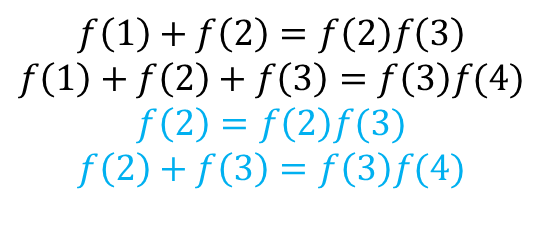 f(1) + f(2) = f(2)f(3)
f(1) + f(2) + f(3) = f(3)f(4)
f(2) = f(2)f(3)
f(2) + f(3) = f(3)f(4)